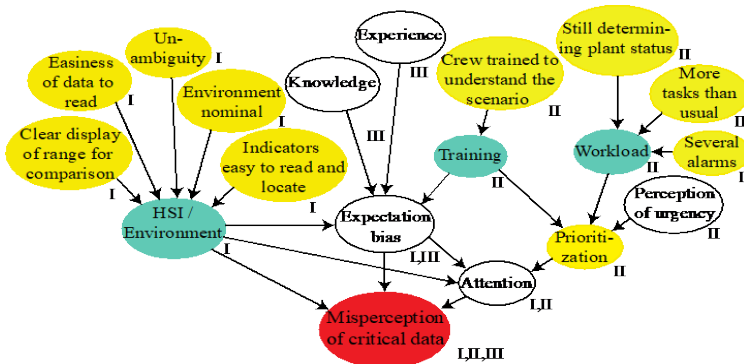 Un-
ambiguity
I
Easiness
of data to
read
I
Clear display
of range for
comparison
I
Environment
nominal
I
Indicators
easy to read and
locate
I
HSI /
Environment
I
Knowledge
III
Experience
III
Crew trained to
understand the
scenario
II
Training
II
Still determin-
ing plant status
II
More
tasks than
usual
II
Several
alarms
Workload
II
Perception
of urgency
II
Prioriti-
zation
II
Expectation
bias
I,III
Attention
I,II
Misperception
of critical data
I,II,III